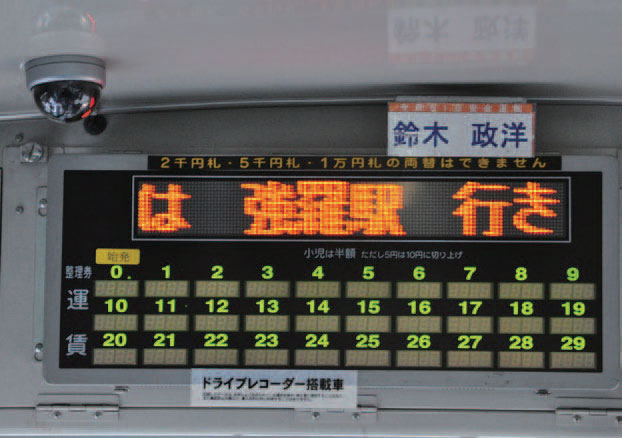 鈴木 政洋
2千円札・5千円札・1万円札の両替はできません
は 強羅駅 行き
小児は半額 ただし5円は10円に切り上げ
始発
整理券 0. 1 2 3 4 5 6 7 8 9
運 10 11 12 13 14 15 16 17 18 19
賃 20 21 22 23 24 25 26 27 28 29
ドライブレコーダー搭載車